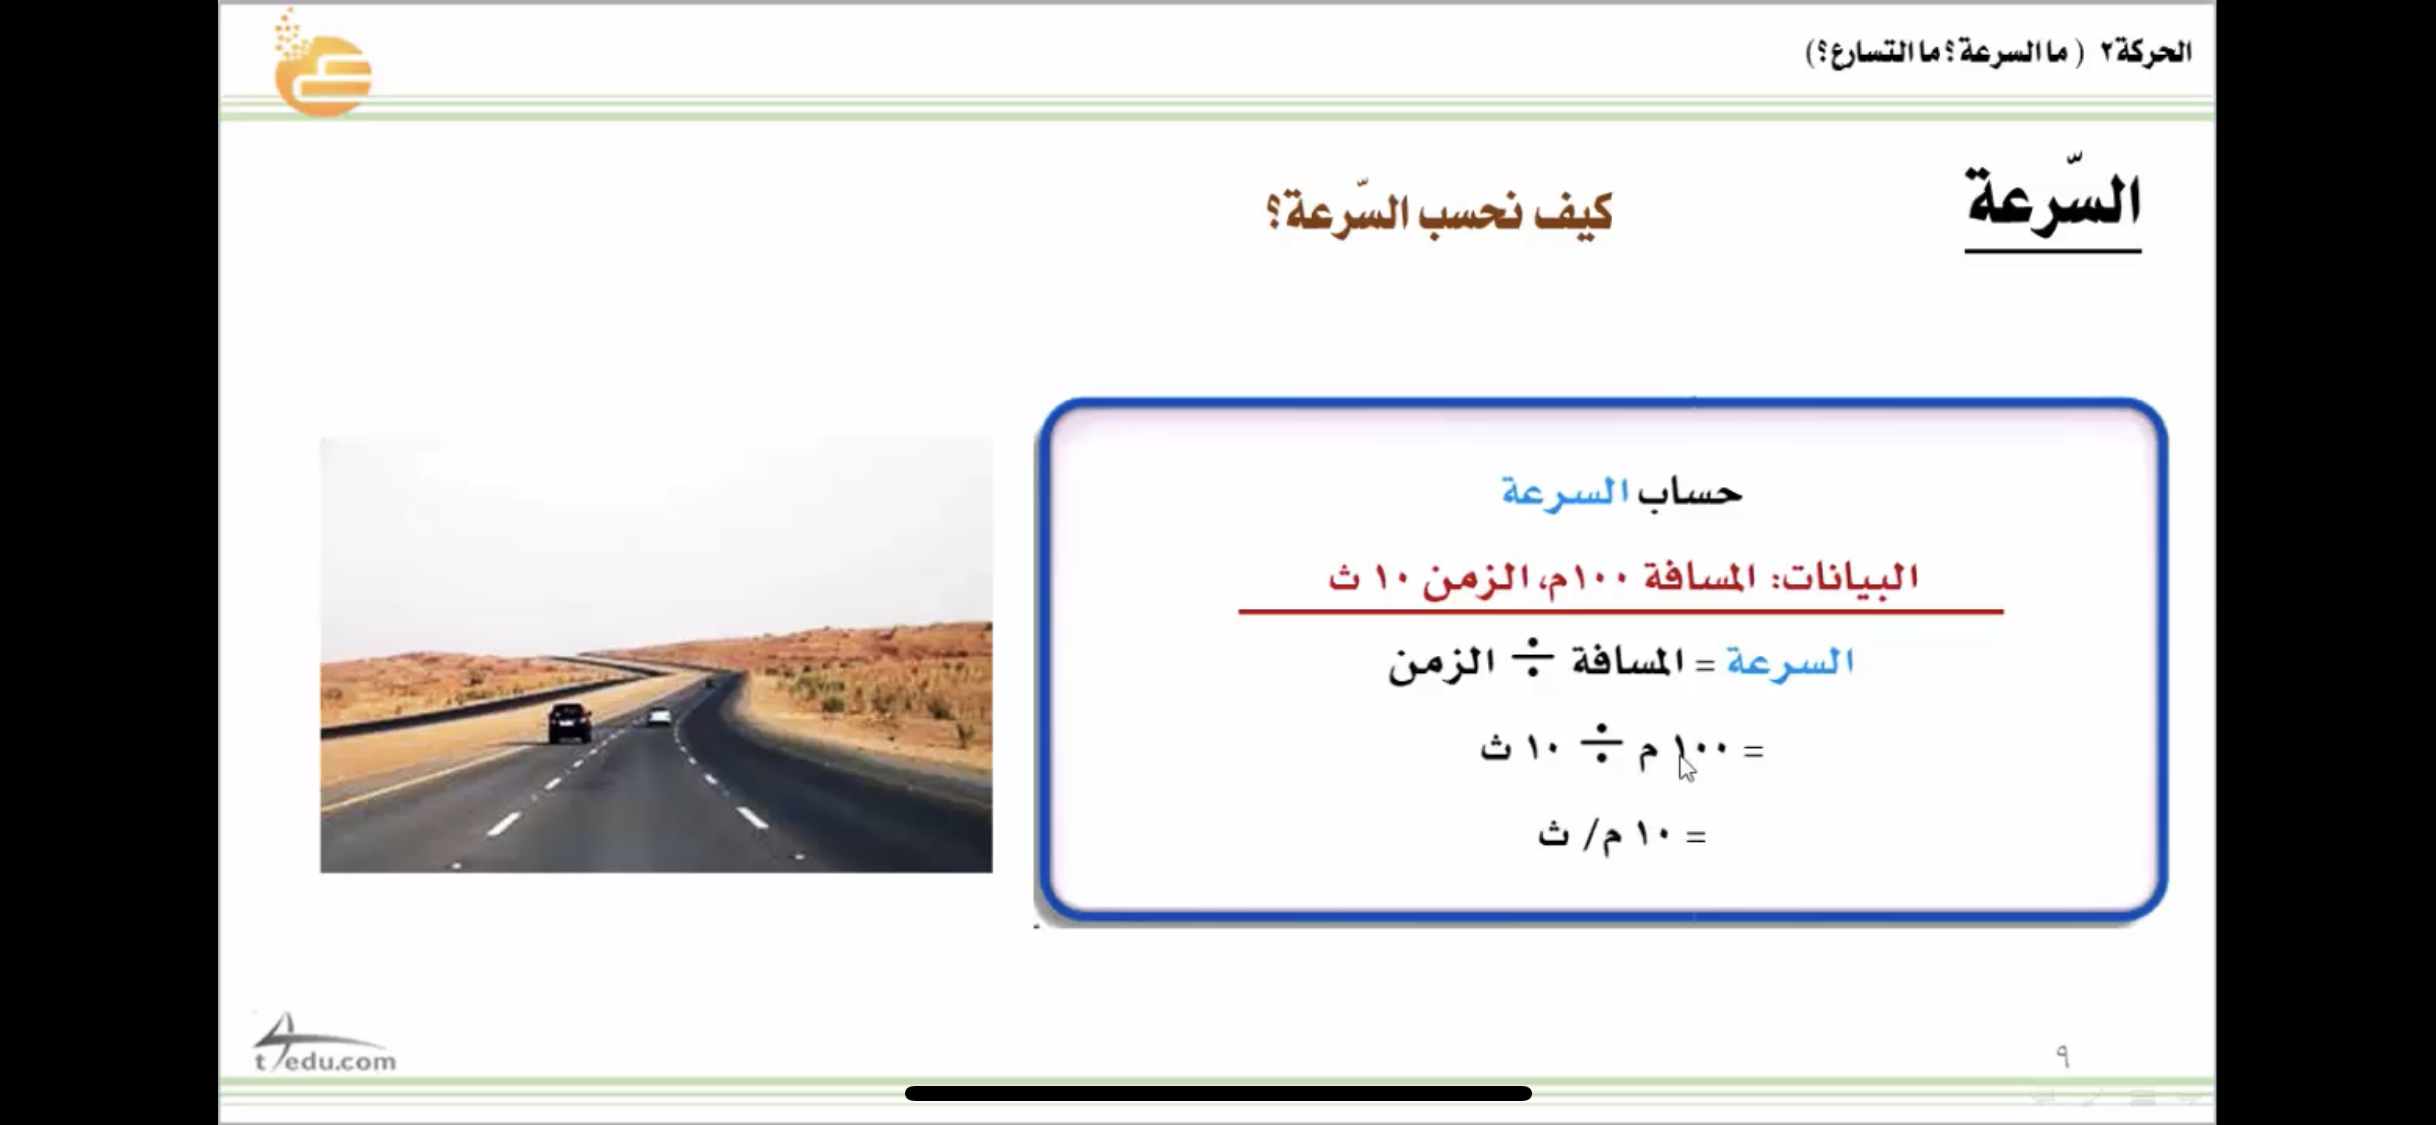 الحركة٢ ( ما السرعة؟ ما التسارع؟)
السّرعة
كيف نحسب السّرعة؟
حساب السرعة
البيانات: المسافة ١٠٠م، الزمن ١٠ ث
السرعة = المسافة ÷ الزمن
= ١٠٠ م ÷ ١٠ ث
= ١٠ م/ ث
t4edu.com
٩